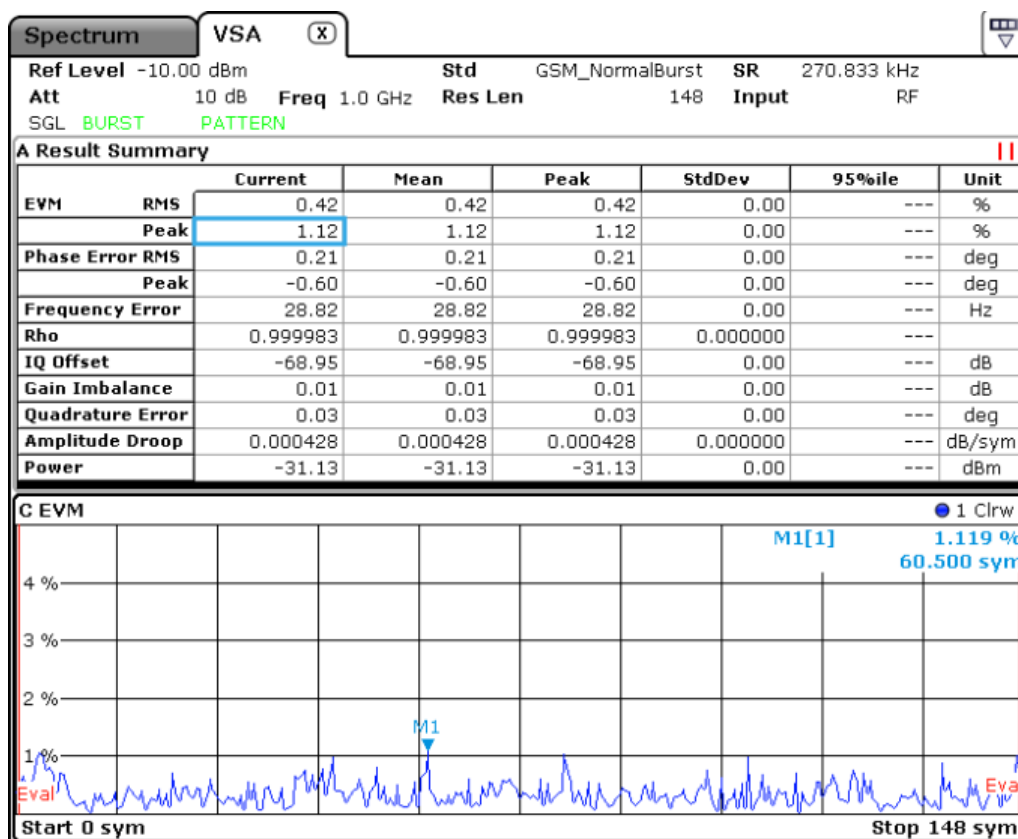 Spectrum VSA X
Ref Level -10.00 dBm Std GSM_NormalBurst SR 270.833 kHz
Att 10 dB Freq 1.0 GHz Res Len 148 Input RF
SGL BURST PATTERN
A Result Summary
Current Mean Peak StdDev 95%ile Unit
EVM RMS 0.42 0.42 0.42 0.00 --- %
Peak 1.12 1.12 1.12 0.00 --- %
Phase Error RMS 0.21 0.21 0.21 0.00 --- deg
Peak -0.60 -0.60 -0.60 0.00 --- deg
Frequency Error 28.82 28.82 28.82 0.00 --- Hz
Rho 0.999983 0.999983 0.999983 0.000000 ---
IQ Offset -68.95 -68.95 -68.95 0.00 --- dB
Gain Imbalance 0.01 0.01 0.01 0.00 --- dB
Quadrature Error 0.03 0.03 0.03 0.00 --- deg
Amplitude Droop 0.000428 0.000428 0.000428 0.000000 --- dB/sym
Power -31.13 -31.13 -31.13 0.00 --- dBm
C EVM 1 Clrw
M1[1] 1.119 %
60.500 sym
4 %
3 %
2 %
M1
1 %
Eval Eva
Start 0 sym Stop 148 sym